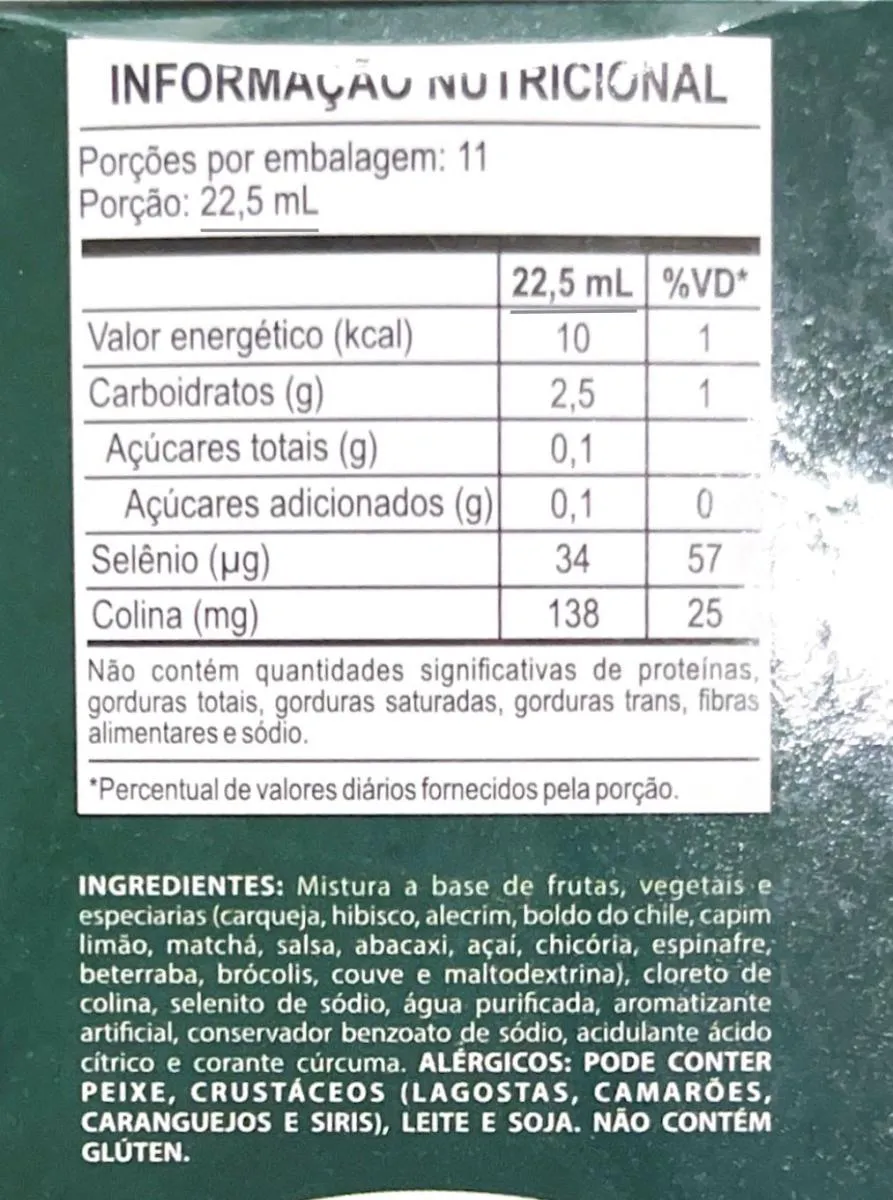 INFORMAÇÃO NUTRICIONAL
Porções por embalagem: 11
Porção: 22,5 mL
22,5 mL %VD*
Valor energético (kcal) 10 1
Carboidratos (g) 2,5 1
Açúcares totais (g) 0,1
Açúcares adicionados (g) 0,1 0
Selênio (µg) 34 57
Colina (mg) 138 25
Não contém quantidades significativas de proteínas,
gorduras totais, gorduras saturadas, gorduras trans, fibras
alimentares e sódio.
*Percentual de valores diários fornecidos pela porção.
INGREDIENTES: Mistura a base de frutas, vegetais e
especiarias (carqueja, hibisco, alecrim, boldo do chile, capim
limão, matchá, salsa, abacaxi, açaí, chicória, espinafre,
beterraba, brócolis, couve e maltodextrina), cloreto de
colina, selenito de sódio, água purificada, aromatizante
artificial, conservador benzoato de sódio, acidulante ácido
cítrico e corante cúrcuma. ALÉRGICOS: PODE CONTER
PEIXE, CRUSTÁCEOS (LAGOSTAS, CAMARÕES,
CARANGUEJOS E SIRIS), LEITE E SOJA. NÃO CONTÉM
GLÚTEN.